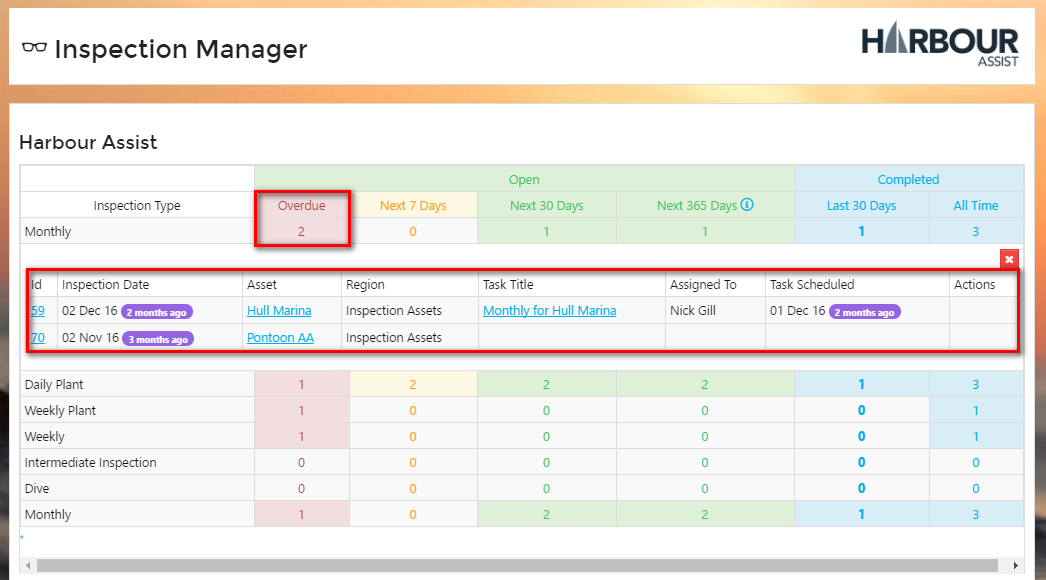 Inspection Manager
HARBOUR
ASSIST
Harbour Assist
Open Completed
Inspection Type Overdue Next 7 Days Next 30 Days Next 365 Days Last 30 Days All Time
Monthly 2 0 1 1 1 3
Id Inspection Date Asset Region Task Title Assigned To Task Scheduled Actions
59 02 Dec 16 2 months ago Hull Marina Inspection Assets Monthly for Hull Marina Nick Gill 01 Dec 16 2 months ago
70 02 Nov 16 3 months ago Pontoon AA Inspection Assets
Daily Plant 1 2 2 2 1 3
Weekly Plant 1 0 0 0 0 1
Weekly 1 0 0 0 0 1
Intermediate Inspection 0 0 0 0 0 0
Dive 0 0 0 0 0 0
Monthly 1 0 2 2 1 3
*